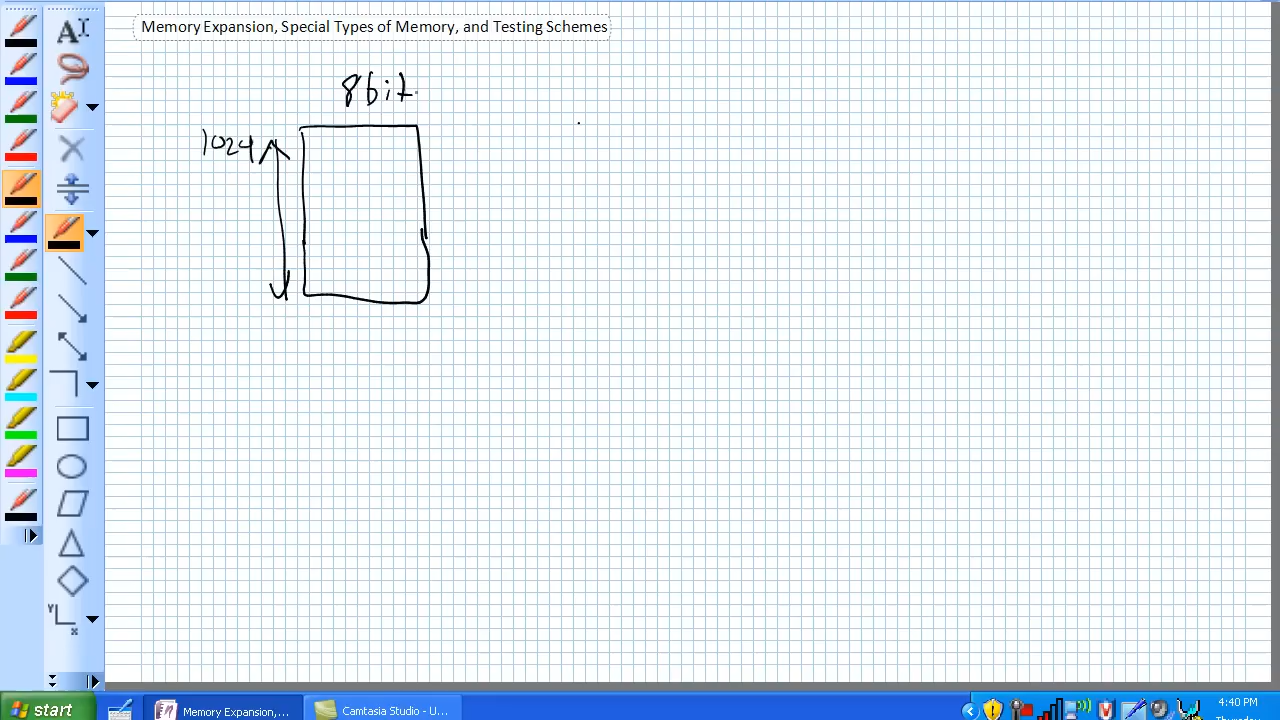 Memory Expansion, Special Types of Memory, and Testing Schemes
8bit
1024
A
Y
x
start
Memory Expansion,...
Camtasia Studio - U...
4:40 PM